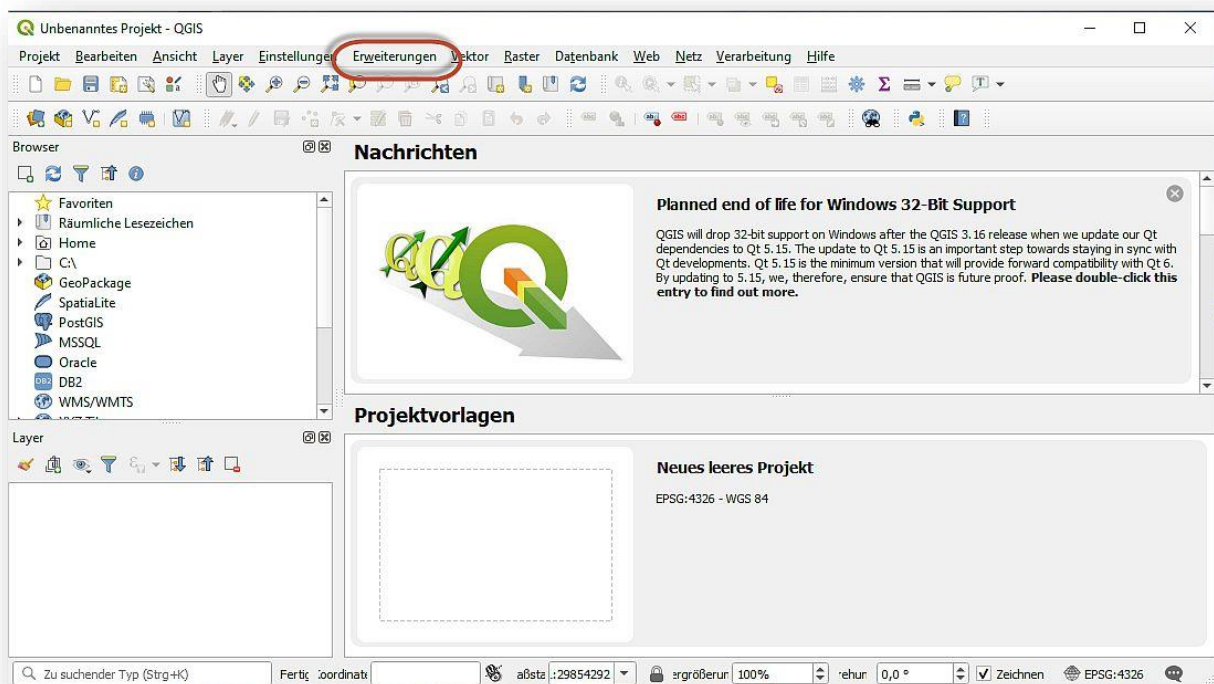 Unbenanntes Projekt - QGIS
Projekt Bearbeiten Ansicht Layer Einstellungen Erweiterungen Vektor Raster Datenbank Web Netz Verarbeitung Hilfe
Browser
Favoriten
Räumliche Lesezeichen
Home
C:\
GeoPackage
SpatiaLite
PostGIS
MSSQL
Oracle
DB2
WMS/WMTS
Layer
Nachrichten
Planned end of life for Windows 32-Bit Support
QGIS will drop 32-bit support on Windows after the QGIS 3.16 release when we update our Qt
dependencies to Qt 5.15. The update to Qt 5.15 is an important step towards staying in sync with
Qt developments. Qt 5.15 is the minimum version that will provide forward compatibility with Qt 6.
By updating to 5.15, we, therefore, ensure that QGIS is future proof. Please double-click this
entry to find out more.
Projektvorlagen
Neues leeres Projekt
EPSG:4326 - WGS 84
Zu suchender Typ (Strg+K) Fertig oordinate aßsta .:29854292 ergrößerur 100% rehun 0,0 ° Zeichnen EPSG:4326